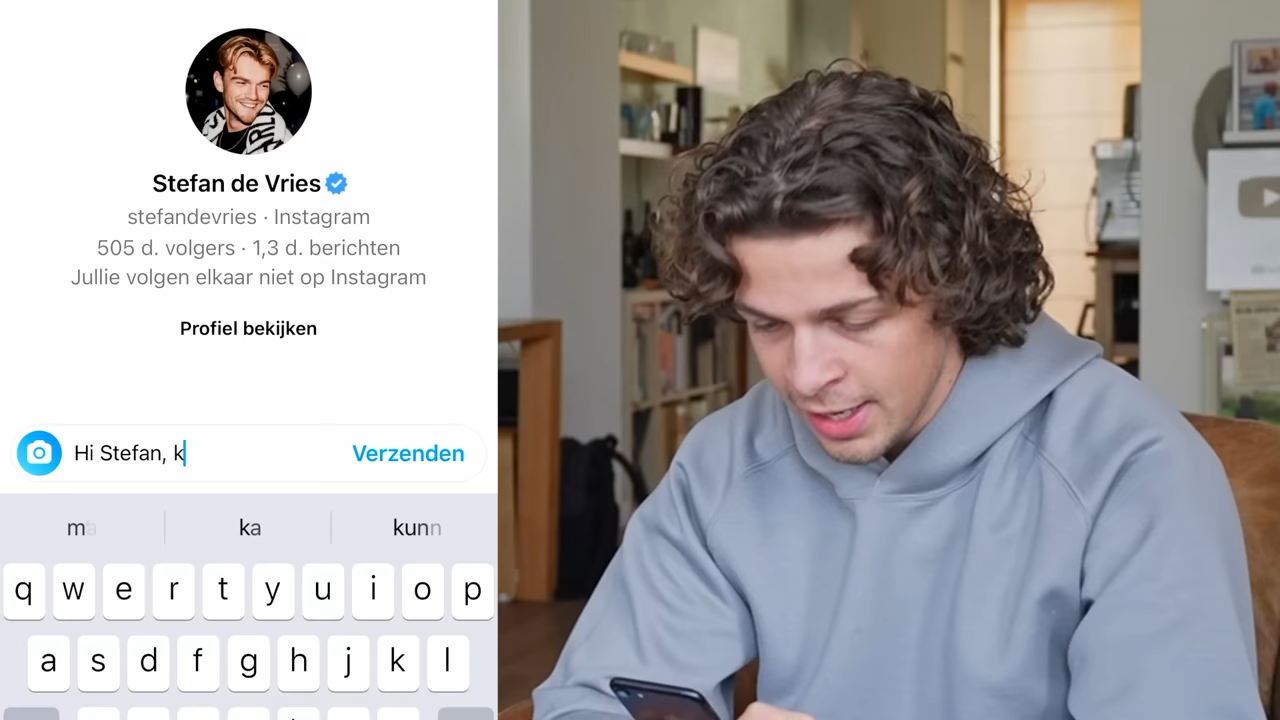 Stefan de Vries
stefandevries · Instagram
505 d. volgers · 1,3 d. berichten
Jullie volgen elkaar niet op Instagram
Profiel bekijken
Hi Stefan, k
Verzenden
ka
kunn
q w e r t y u i o p
a s d f g h j k l